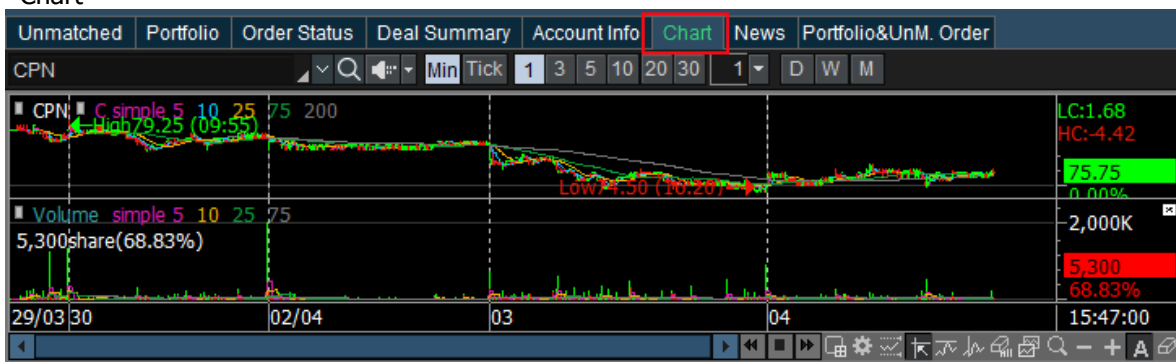 Chart
Unmatched Portfolio Order Status Deal Summary Account Info Chart News Portfolio&UnM. Order
CPN Min Tick 1 3 5 10 20 30 1 D W M
CPN C simple 5 10 25 75 200
High79.25 (09:55)
LC:1.68
HC:-4.42
75.75
0.00%
Low74.50 (16:20)
Volume simple 5 10 25 75
5,300share(68.83%)
2,000K
5,300
68.83%
29/03 30 02/04 03 04 15:47:00
A